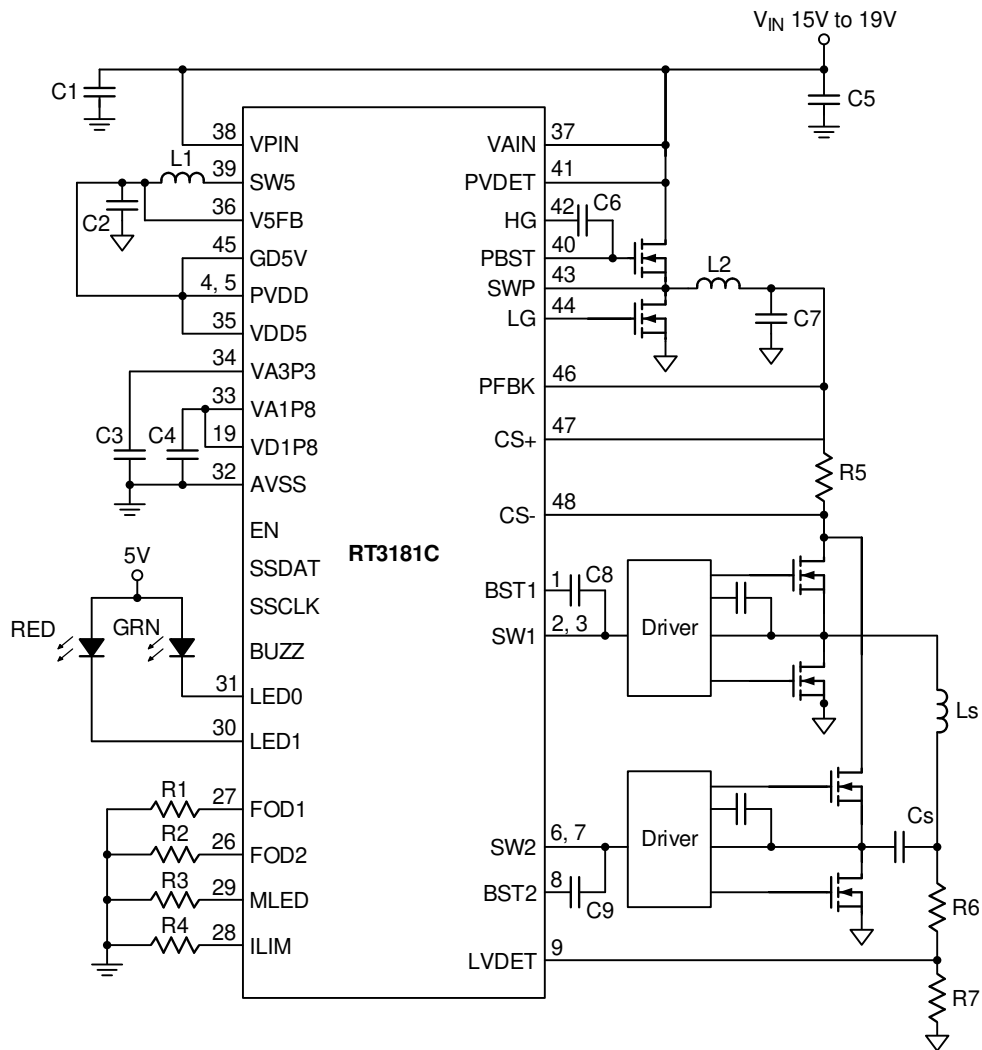 VIN 15V to 19V
C1
C5
38 VPIN
VAIN 37
L1
39 SW5
PVDET 41
C2
36 V5FB
HG 42 C6
45 GD5V
PBST 40
L2
4, 5 PVDD
SWP 43
C7
35 VDD5
LG 44
34 VA3P3
PFBK 46
33 VA1P8
C3 C4
19 VD1P8
CS+ 47
R5
32 AVSS
CS- 48
EN
RT3181C
5V
SSDAT
BST1 1 C8
SSCLK
SW1 2, 3
Driver
RED GRN
BUZZ
31 LED0
Ls
30 LED1
R1 27 FOD1
Cs
R2 26 FOD2
SW2 6, 7
Driver
R3 29 MLED
BST2 8 C9
R6
R4 28 ILIM
LVDET 9
R7